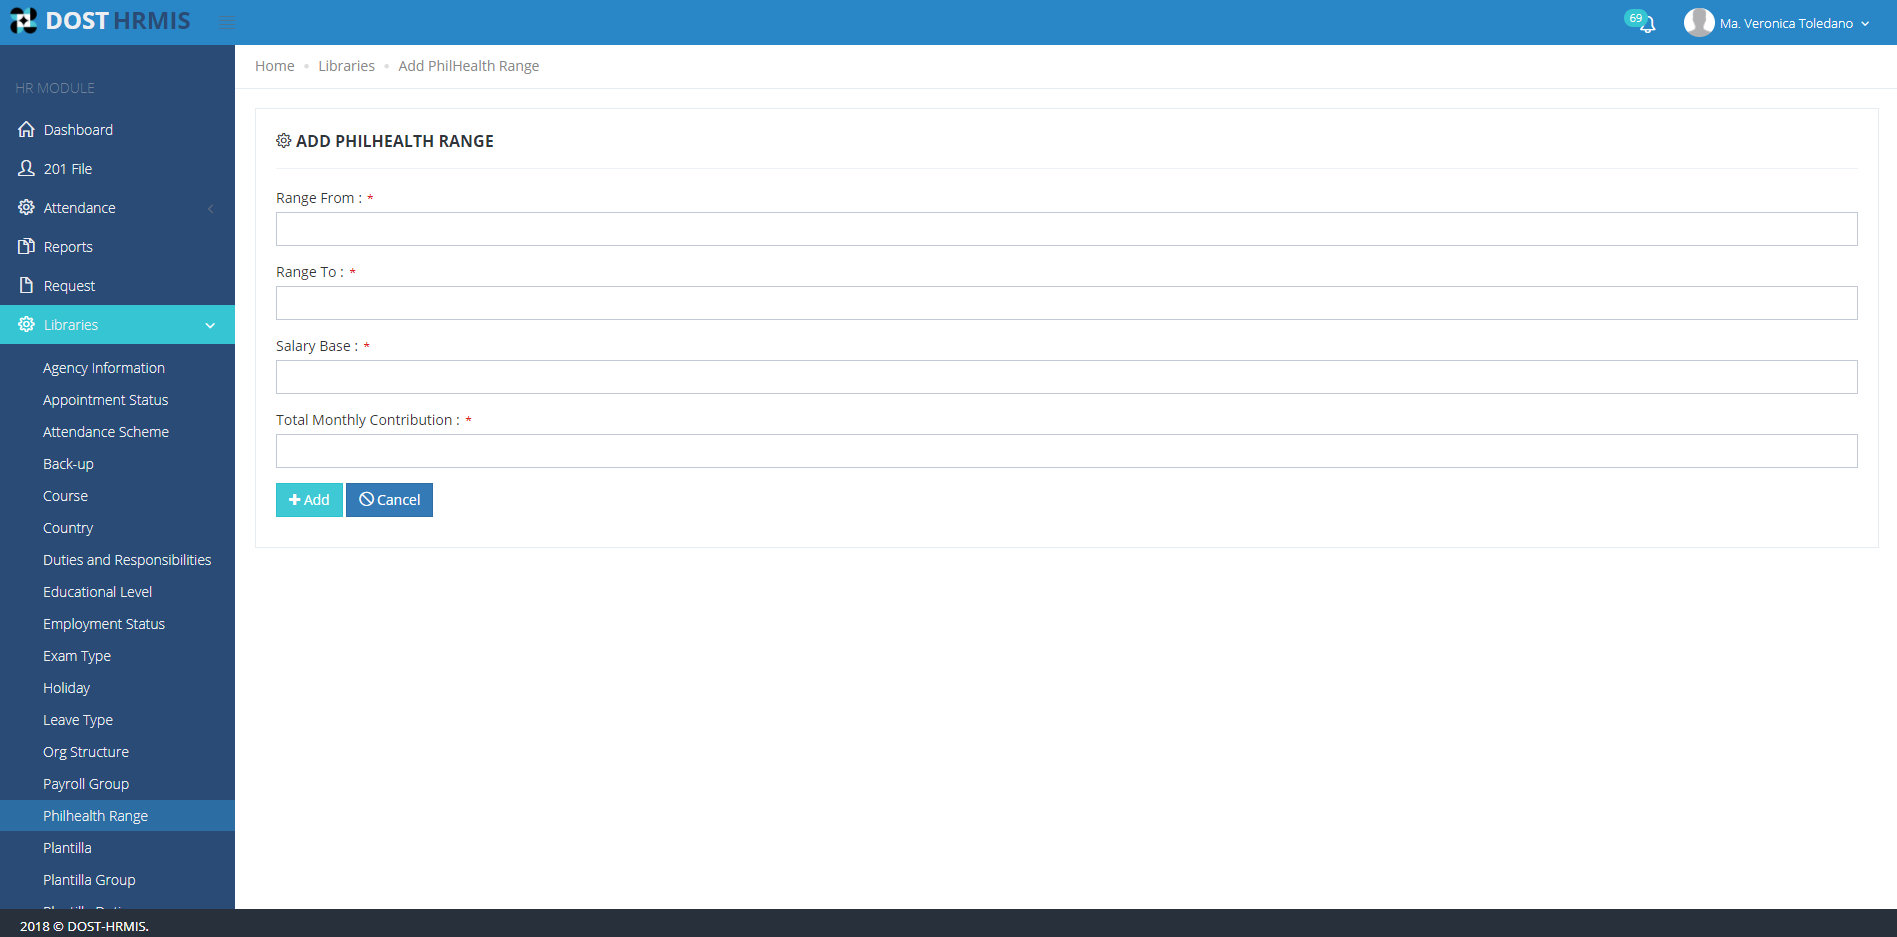 DOST HRMIS
69
Ma. Veronica Toledano
HR MODULE
Dashboard
201 File
Attendance
Reports
Request
Libraries
Agency Information
Appointment Status
Attendance Scheme
Back-up
Course
Country
Duties and Responsibilities
Educational Level
Employment Status
Exam Type
Holiday
Leave Type
Org Structure
Payroll Group
Philhealth Range
Plantilla
Plantilla Group
Home
Libraries
Add PhilHealth Range
ADD PHILHEALTH RANGE
Range From : *
Range To : *
Salary Base : *
Total Monthly Contribution : *
Add
Cancel
2018 © DOST-HRMIS.